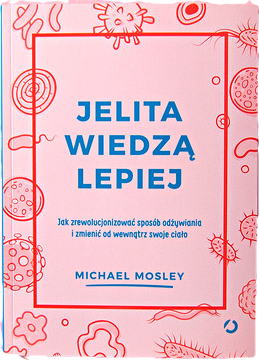 JELITA
WIEDZĄ
LEPIEJ
Jak zrewolucjonizować sposób odżywiania
i zmienić od wewnątrz swoje ciało
MICHAEL MOSLEY